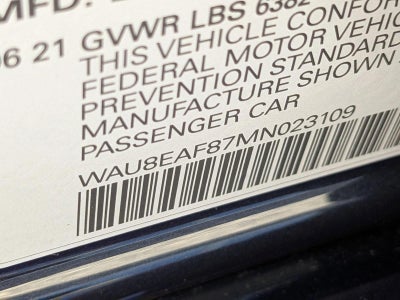 MFD.
06 21 GVWR LBS 6382
THIS VEHICLE CONFOR
FEDERAL MOTOR VEHIC
PREVENTION STANDARD
MANUFACTURE SHOWN A
PASSENGER CAR
WAU8EAF87MN023109